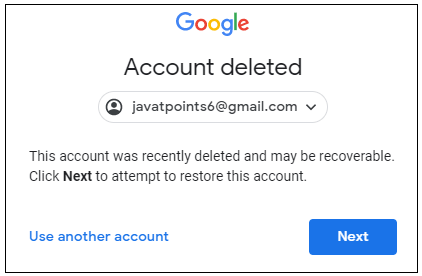 Google
Account deleted
javatpoints6@gmail.com
This account was recently deleted and may be recoverable.
Click Next to attempt to restore this account.
Use another account
Next